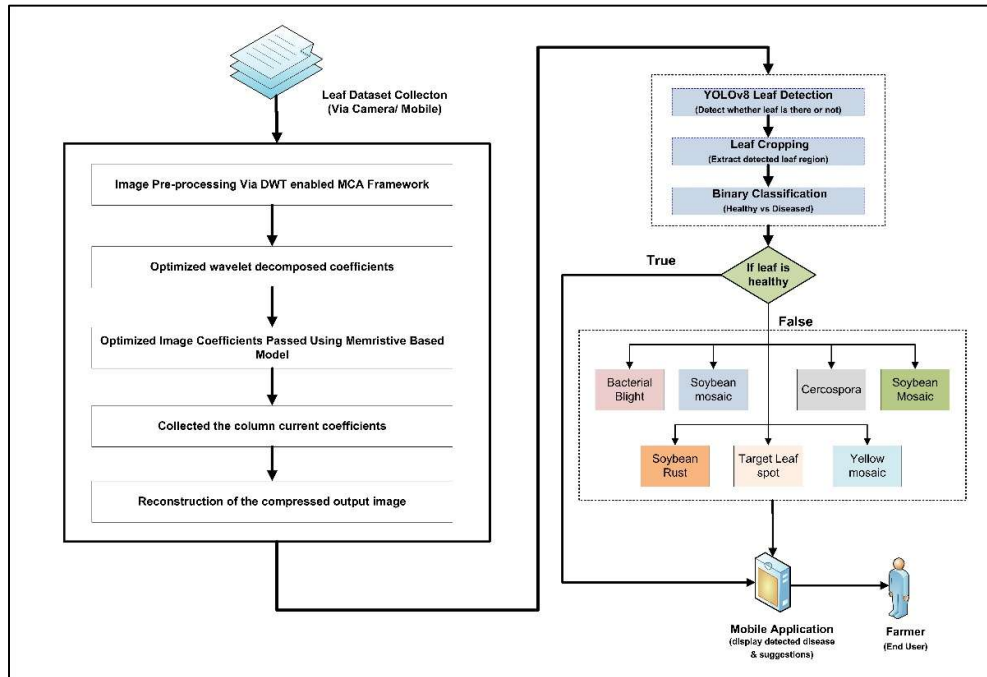 Leaf Dataset Collecton
(Via Camera/ Mobile)
Image Pre-processing Via DWT enabled MCA Framework
Optimized wavelet decomposed coefficients
Optimized Image Coefficients Passed Using Memristive Based
Model
Collected the column current coefficients
Reconstruction of the compressed output image
YOLOv8 Leaf Detection
(Detect whether leaf is there or not)
Leaf Cropping
(Extract detected leaf region)
Binary Classification
(Healthy vs Diseased)
True
If leaf is
healthy
False
Bacterial
Blight
Soybean
mosaic
Cercospora
Soybean
Mosaic
Soybean
Rust
Target Leaf
spot
Yellow
mosaic
Mobile Application
(display detected disease
& suggestions)
Farmer
(End User)